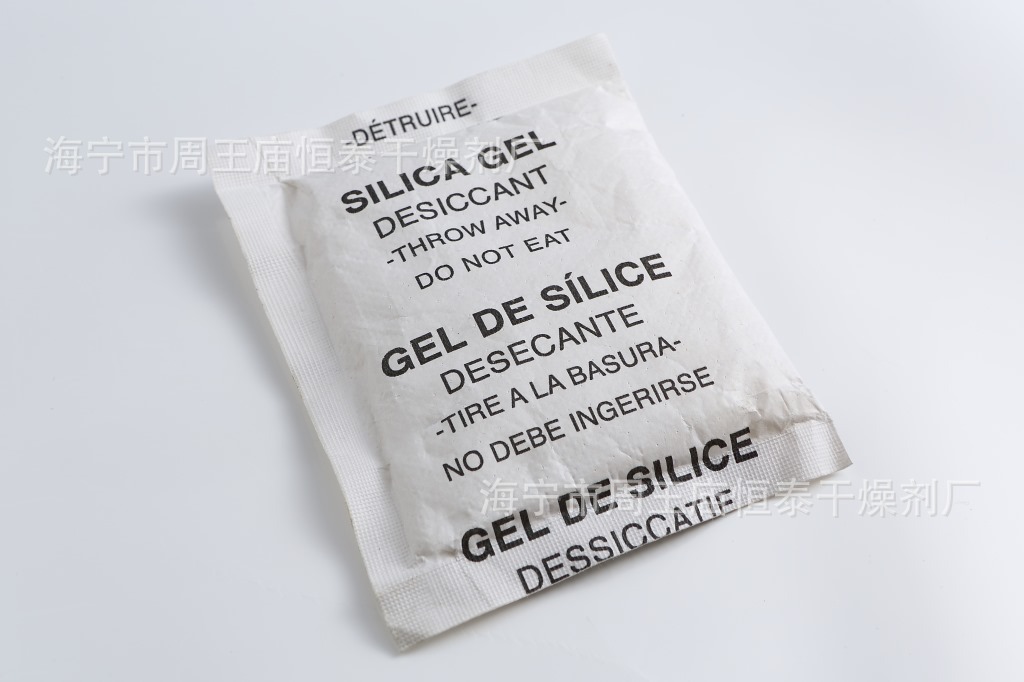 -DÉTRUIRE-
海宁市周王庙恒泰干燥剂厂
SILICA GEL
DESICCANT
-THROW AWAY-
DO NOT EAT
GEL DE SÍLICE
DESECANTE
-TIRE A LA BASURA-
NO DEBE INGERIRSE
GEL DE SILICE
海宁市周王庙恒泰干燥剂厂
DESSICCATIF